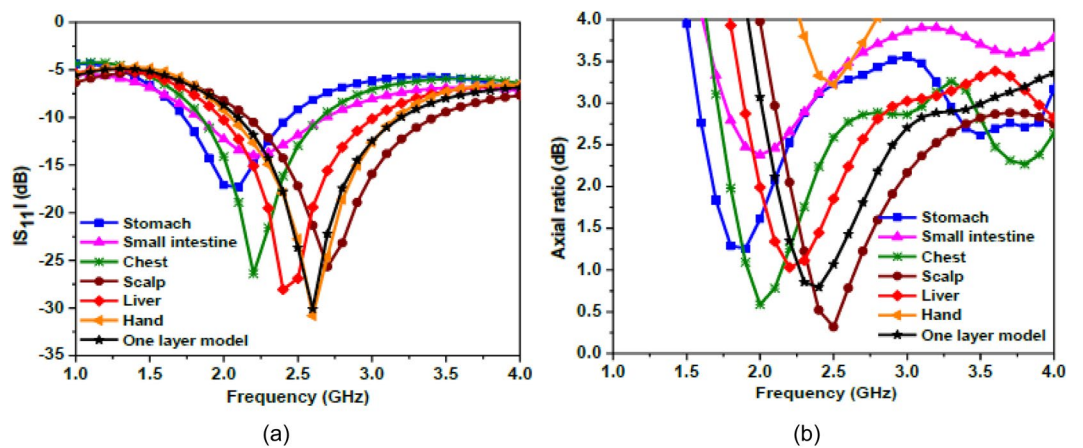 0
-5
-10
-15
-20
-25
-30
-35
|S11| (dB)
Stomach
Small intestine
Chest
Scalp
Liver
Hand
One layer model
1.0 1.5 2.0 2.5 3.0 3.5 4.0
Frequency (GHz)
(a)
4.0
3.5
3.0
2.5
2.0
1.5
1.0
0.5
0.0
Axial ratio (dB)
Stomach
Small intestine
Chest
Scalp
Liver
Hand
One layer model
1.0 1.5 2.0 2.5 3.0 3.5 4.0
Frequency (GHz)
(b)